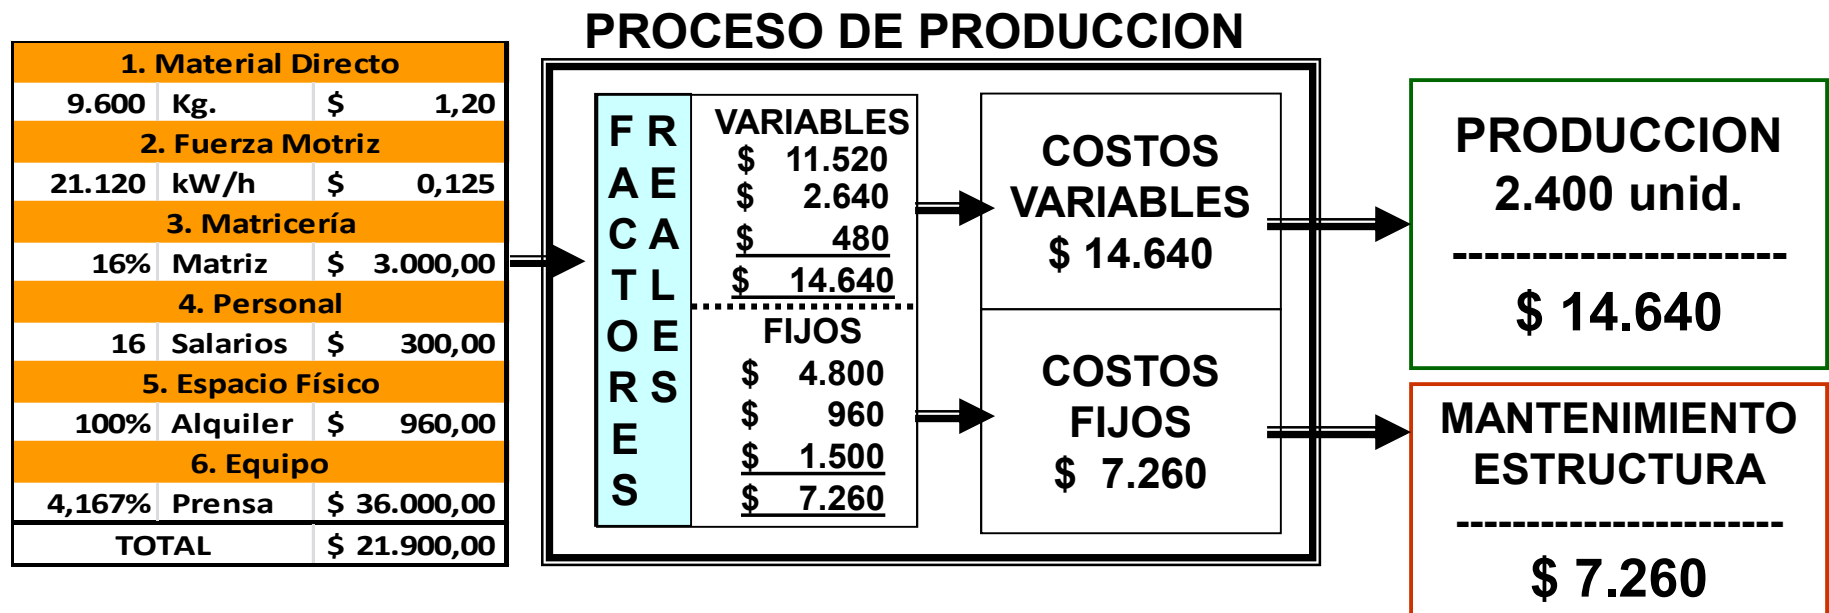 PROCESO DE PRODUCCION
1. Material Directo
9.600 Kg. $ 1,20
2. Fuerza Motriz
21.120 kW/h $ 0,125
3. Matricería
16% Matriz $ 3.000,00
4. Personal
16 Salarios $ 300,00
5. Espacio Físico
100% Alquiler $ 960,00
6. Equipo
4,167% Prensa $ 36.000,00
TOTAL $ 21.900,00
FACTORES
REALES
VARIABLES
$ 11.520
$ 2.640
$ 480
$ 14.640
FIJOS
$ 4.800
$ 960
$ 1.500
$ 7.260
COSTOS
VARIABLES
$ 14.640
COSTOS
FIJOS
$ 7.260
PRODUCCION
2.400 unid.
---------------------
$ 14.640
MANTENIMIENTO
ESTRUCTURA
-----------------------
$ 7.260